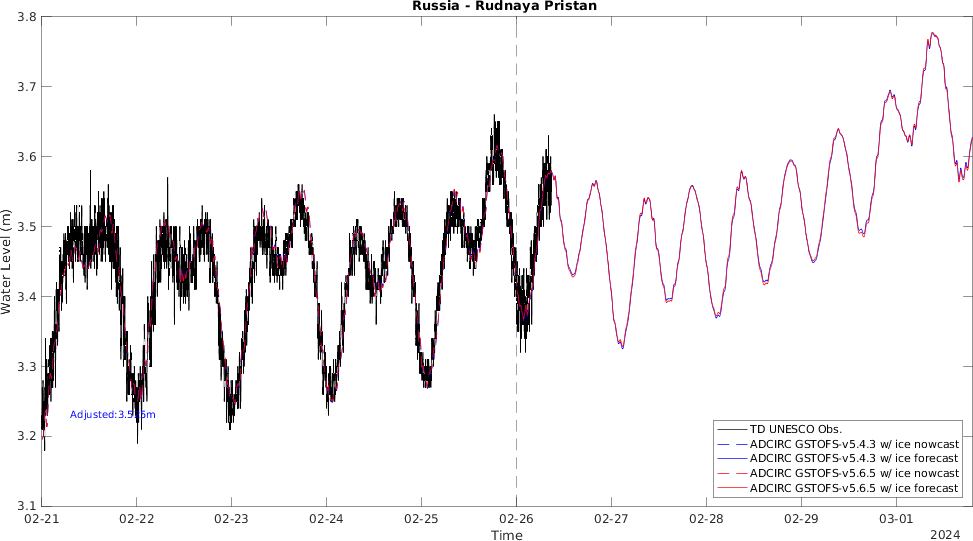 Russia - Rudnaya Pristan
3.8
3.7
3.6
3.5
3.4
3.3
3.2
3.1
Water Level (m)
02-21
02-22
02-23
02-24
02-25
02-26
02-27
02-28
02-29
03-01
Time
2024
TD UNESCO Obs.
ADCIRC GSTOFS-v5.4.3 w/ ice nowcast
ADCIRC GSTOFS-v5.4.3 w/ ice forecast
ADCIRC GSTOFS-v5.6.5 w/ ice nowcast
ADCIRC GSTOFS-v5.6.5 w/ ice forecast